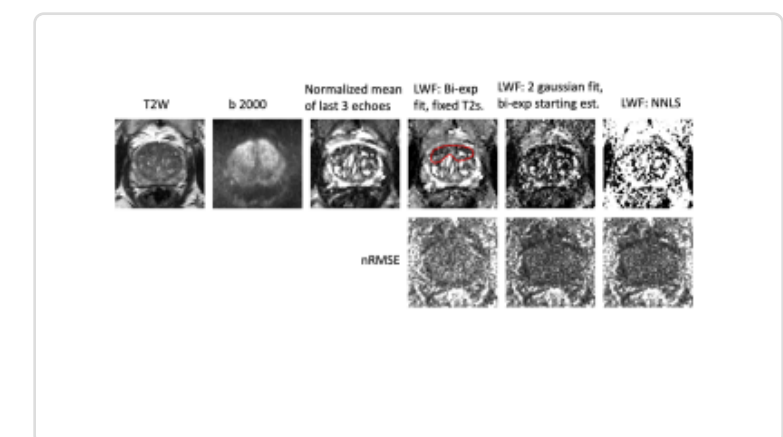 T2W
b 2000
Normalized mean
of last 3 echoes
LWF: Bi-exp
fit, fixed T2s.
LWF: 2 gaussian fit,
bi-exp starting est.
LWF: NNLS
nRMSE